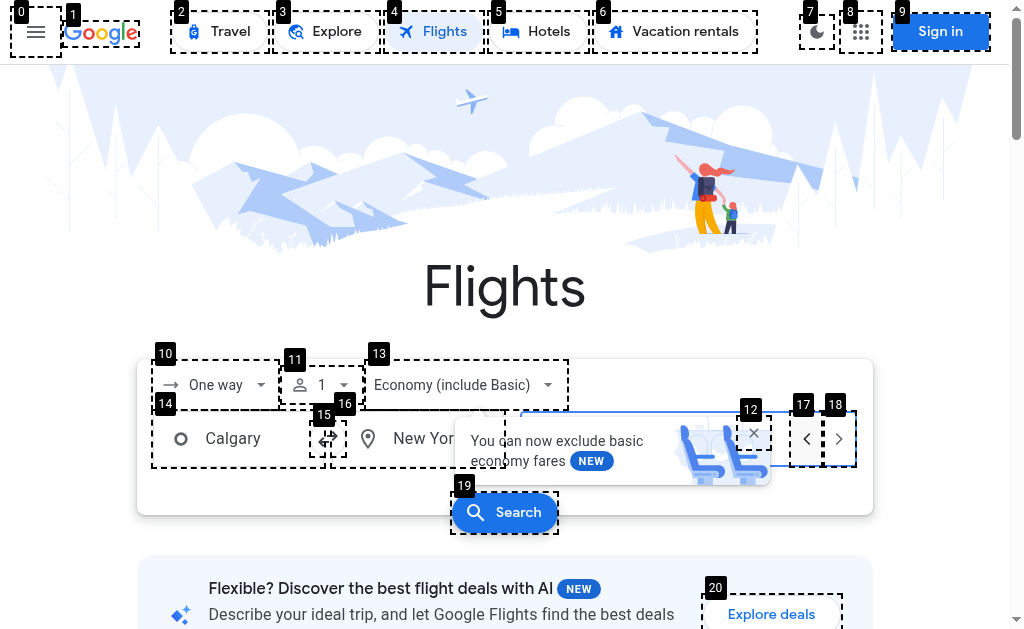 0
1
2
3
4
5
6
7
8
9
Google
Travel
Explore
Flights
Hotels
Vacation rentals
Sign in
Flights
10
11
13
One way
1
Economy (include Basic)
14
15
16
12
17
18
Calgary
New Yor
You can now exclude basic
economy fares NEW
19
Search
Flexible? Discover the best flight deals with AI NEW
20
Describe your ideal trip, and let Google Flights find the best deals
Explore deals